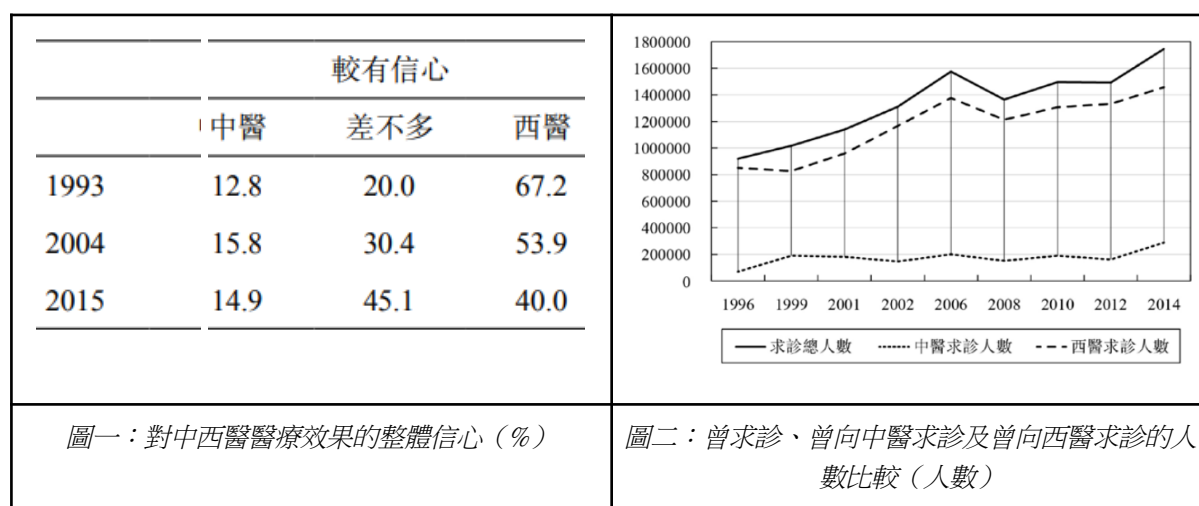 較有信心
中醫 差不多 西醫
1993 12.8 20.0 67.2
2004 15.8 30.4 53.9
2015 14.9 45.1 40.0
圖一：對中西醫醫療效果的整體信心（%）
1800000
1600000
1400000
1200000
1000000
800000
600000
400000
200000
0
1996 1999 2001 2002 2006 2008 2010 2012 2014
求診總人數 中醫求診人數 西醫求診人數
圖二：曾求診、曾向中醫求診及曾向西醫求診的人
數比較（人數）